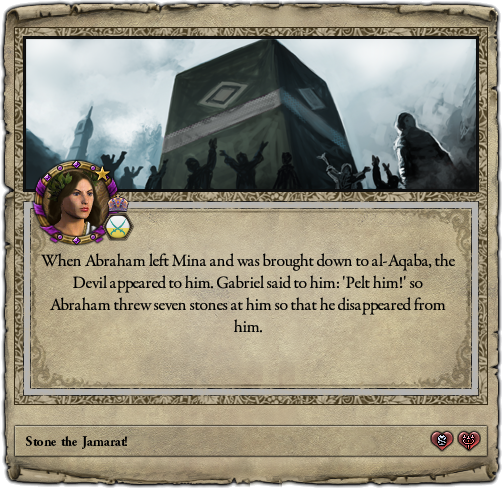 When Abraham left Mina and was brought down to al-Aqaba, the
Devil appeared to him. Gabriel said to him: 'Pelt him!' so
Abraham threw seven stones at him so that he disappeared from
him.
Stone the Jamarat!